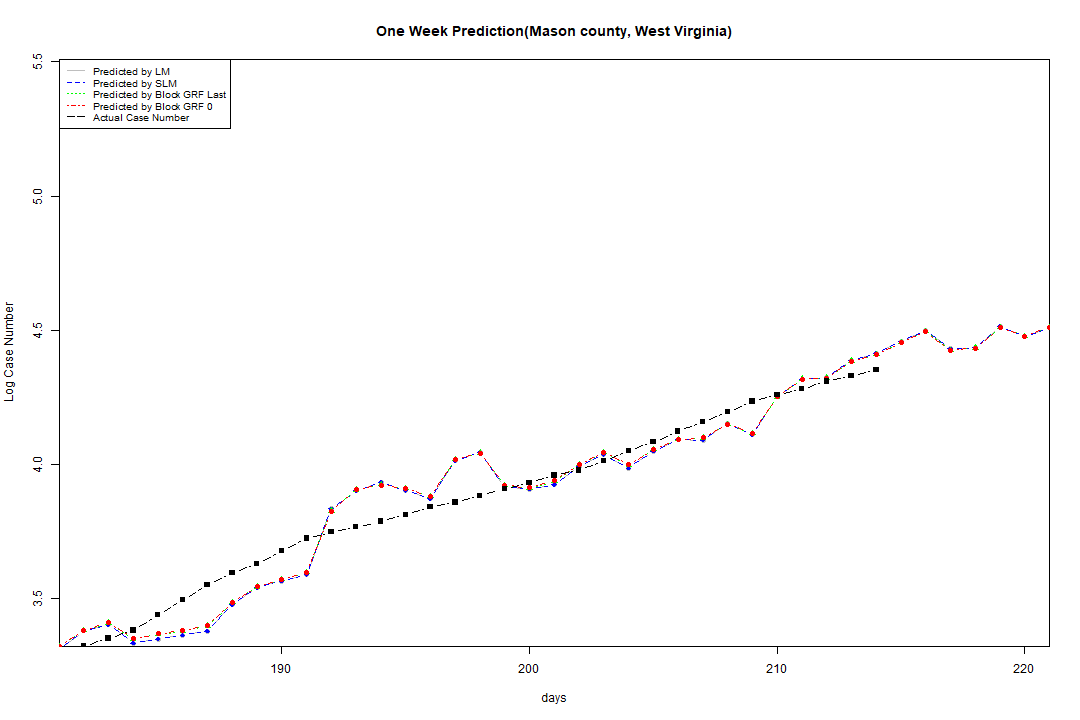 One Week Prediction(Mason county, West Virginia)
5.5
Predicted by LM
Predicted by SLM
Predicted by Block GRF Last
Predicted by Block GRF 0
Actual Case Number
5.0
4.5
Log Case Number
4.0
3.5
190 200 210 220
days